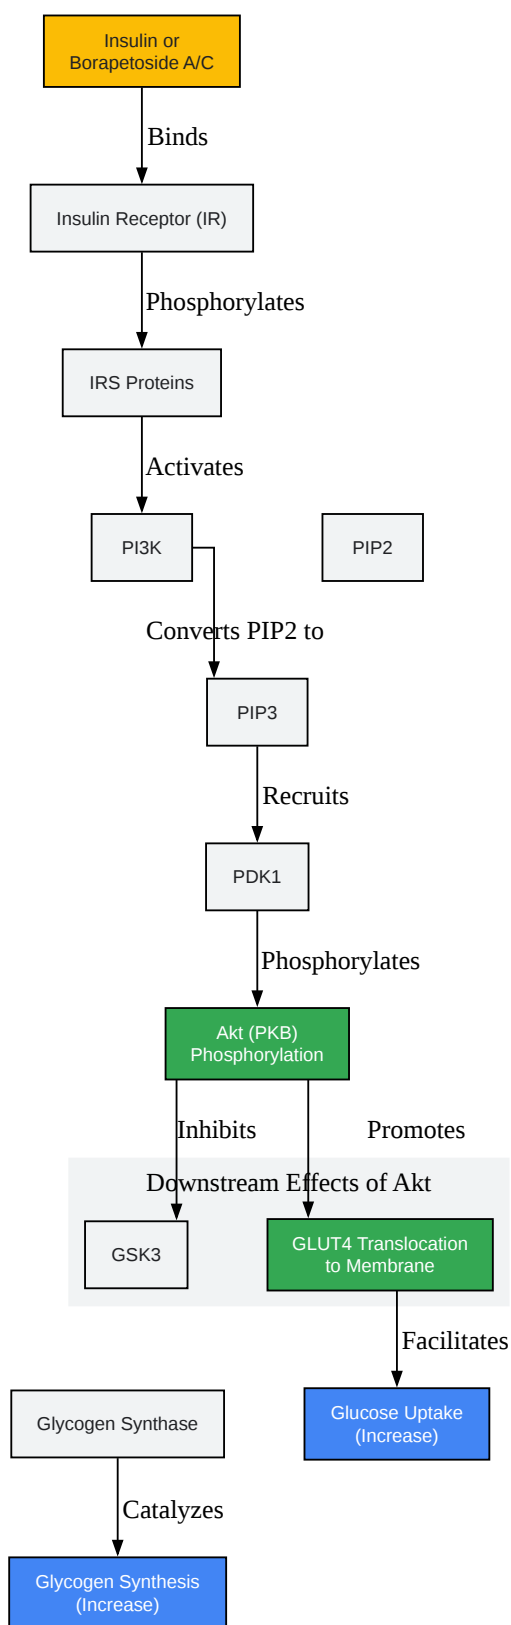 Insulin or
Borapetoside A/C
Binds
Insulin Receptor (IR)
Phosphorylates
IRS Proteins
Activates
PI3K
PIP2
Converts PIP2 to
PIP3
Recruits
PDK1
Phosphorylates
Akt (PKB)
Phosphorylation
Inhibits
Promotes
Downstream Effects of Akt
GSK3
GLUT4 Translocation
to Membrane
Facilitates
Glycogen Synthase
Glucose Uptake
(Increase)
Catalyzes
Glycogen Synthesis
(Increase)